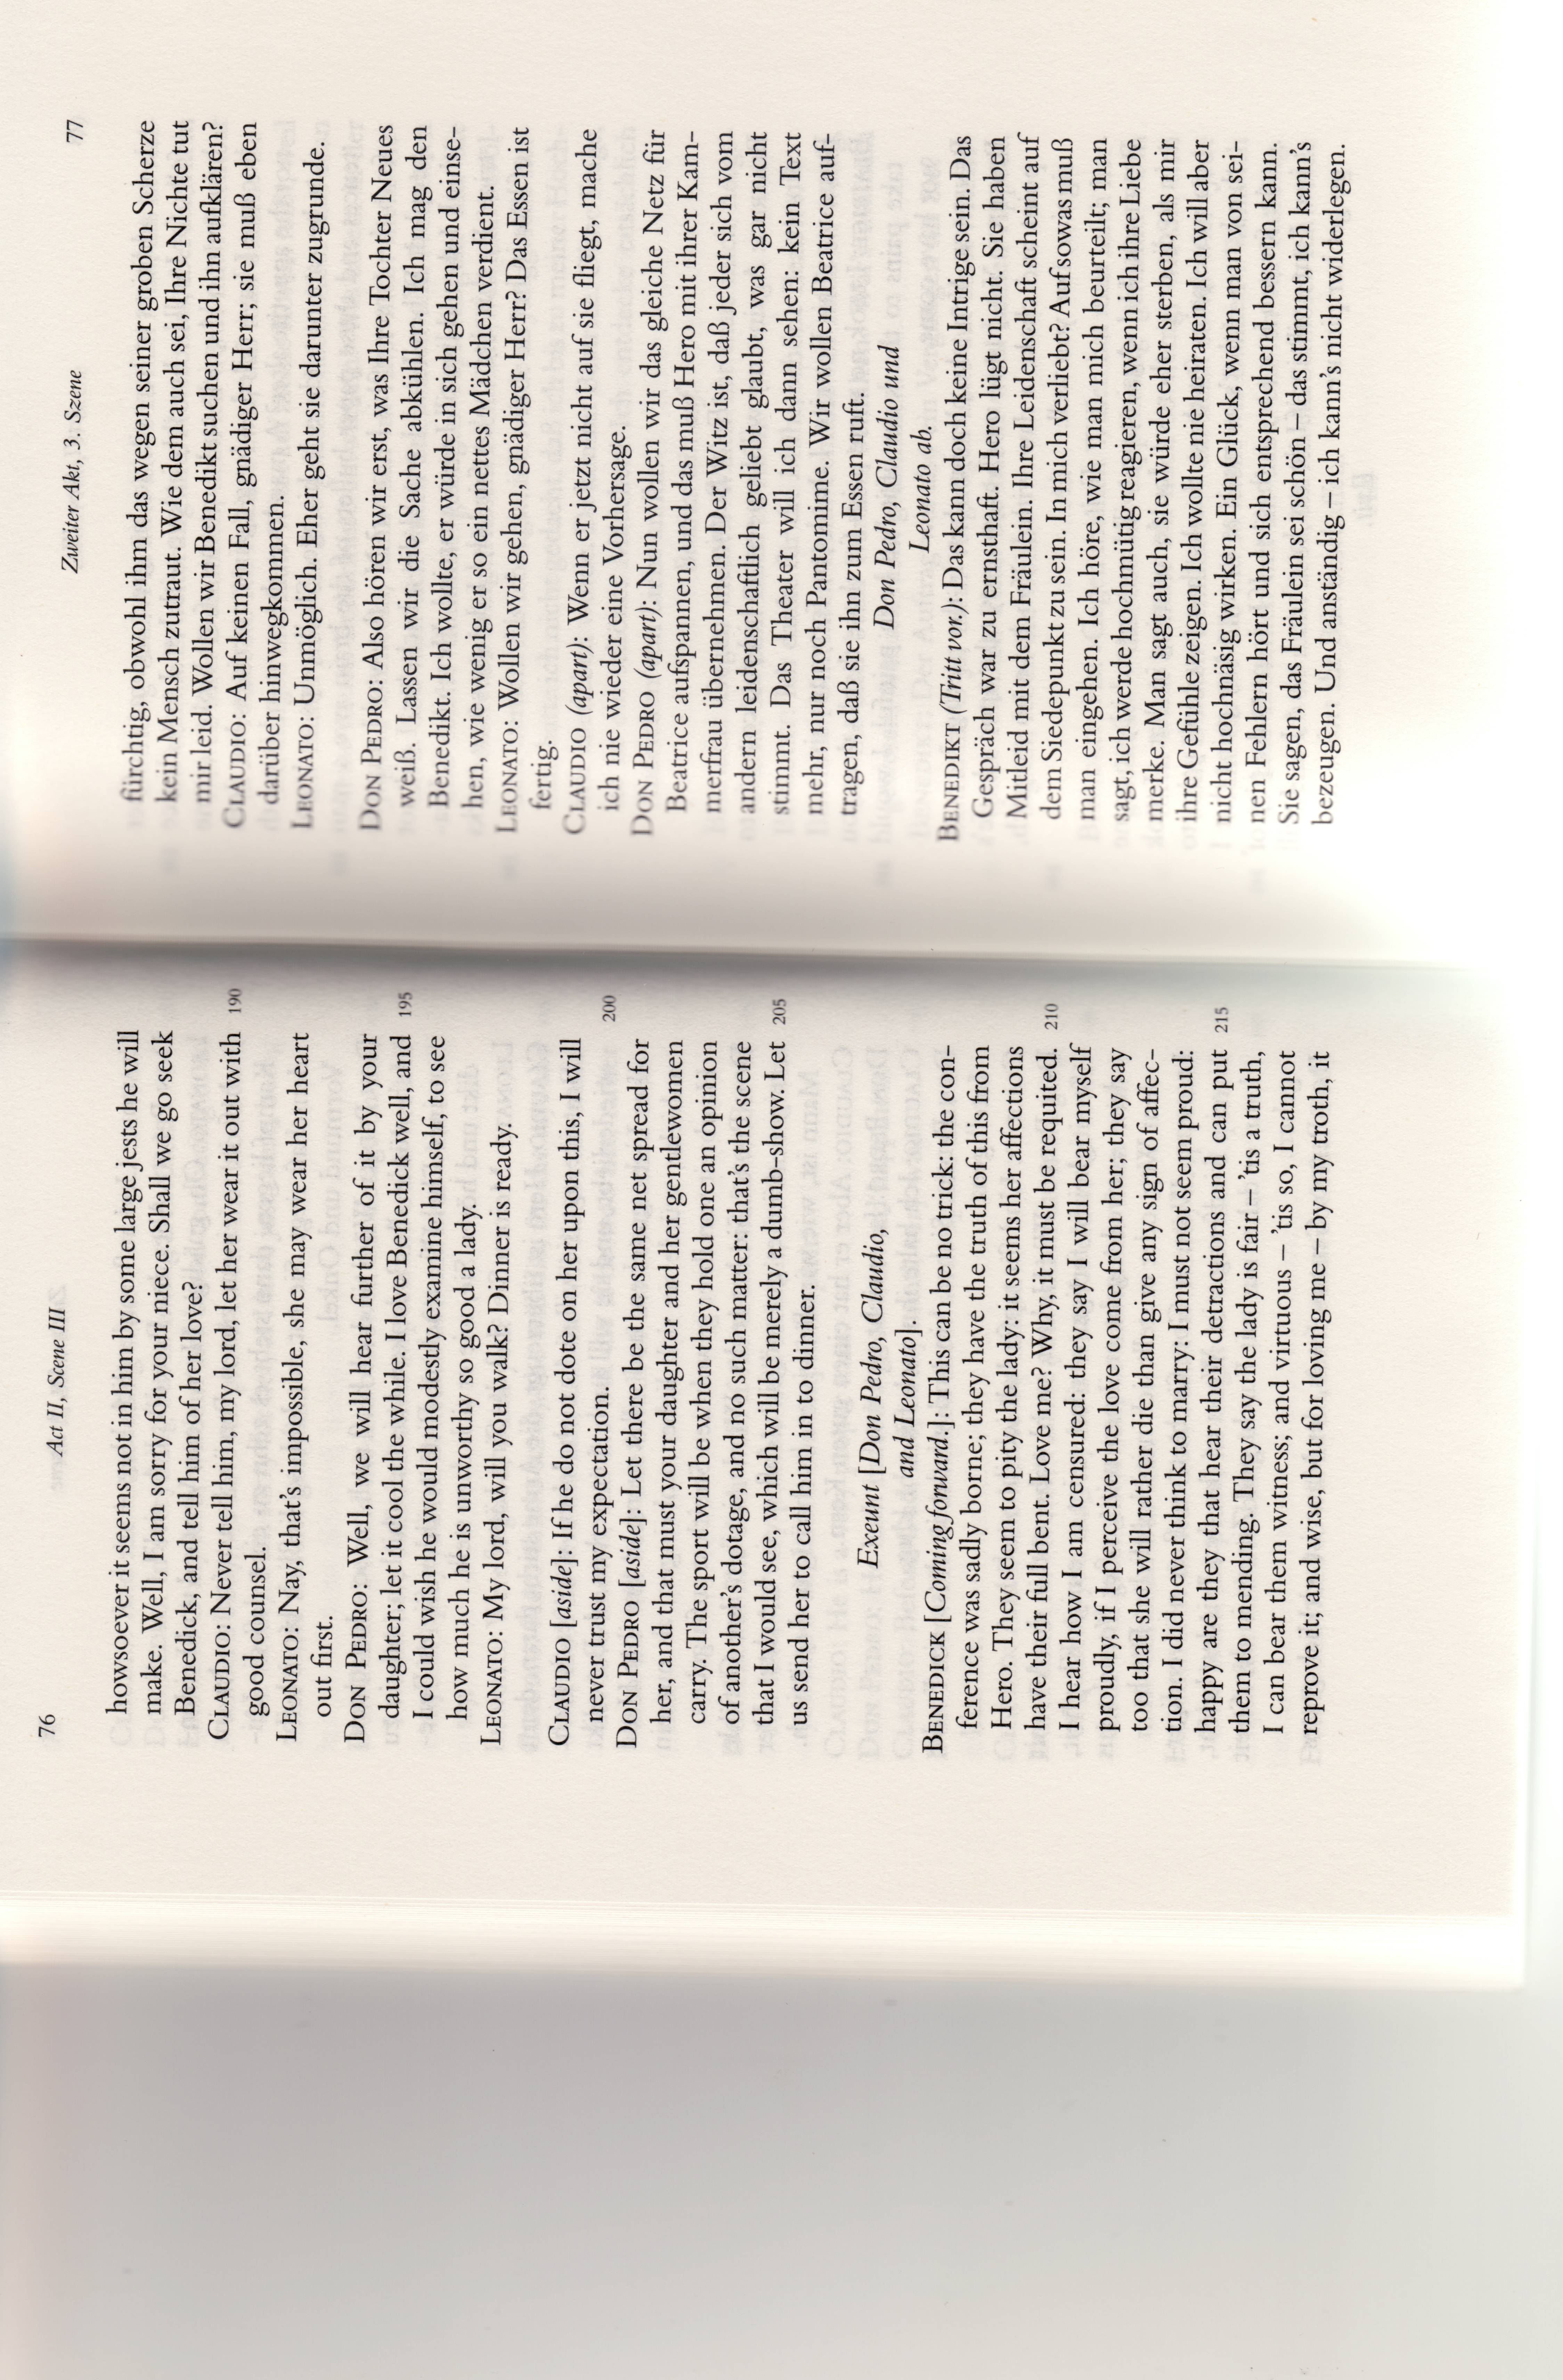 76
Act II, Scene III
howsoever it seems not in him by some large jests he will
make. Well, I am sorry for your niece. Shall we go seek
Benedick, and tell him of her love?
CLAUDIO: Never tell him, my lord, let her wear it out with 190
good counsel.
LEONATO: Nay, that's impossible, she may wear her heart
out first.
DON PEDRO: Well, we will hear further of it by your
daughter; let it cool the while. I love Benedick well, and 195
I could wish he would modestly examine himself, to see
how much he is unworthy so good a lady.
LEONATO: My lord, will you walk? Dinner is ready.
CLAUDIO [aside]: If he do not dote on her upon this, I will
never trust my expectation. 200
DON PEDRO [aside]: Let there be the same net spread for
her, and that must your daughter and her gentlewomen
carry. The sport will be when they hold one an opinion
of another's dotage, and no such matter: that's the scene
that I would see, which will be merely a dumb-show. Let 205
us send her to call him in to dinner.
Exeunt [Don Pedro, Claudio,
and Leonato].
BENEDICK [Coming forward.]: This can be no trick: the con-
ference was sadly borne; they have the truth of this from
Hero. They seem to pity the lady: it seems her affections
have their full bent. Love me? Why, it must be requited. 210
I hear how I am censured: they say I will bear myself
proudly, if I perceive the love come from her; they say
too that she will rather die than give any sign of affec-
tion. I did never think to marry: I must not seem proud:
happy are they that hear their detractions and can put 215
them to mending. They say the lady is fair – 'tis a truth,
I can bear them witness; and virtuous – 'tis so, I cannot
reprove it; and wise, but for loving me – by my troth, it
Zweiter Akt, 3. Szene
77
fürchtig, obwohl ihm das wegen seiner groben Scherze
kein Mensch zutraut. Wie dem auch sei, Ihre Nichte tut
mir leid. Wollen wir Benedikt suchen und ihn aufklären?
CLAUDIO: Auf keinen Fall, gnädiger Herr; sie muß eben
darüber hinwegkommen.
LEONATO: Unmöglich. Eher geht sie darunter zugrunde.
DON PEDRO: Also hören wir erst, was Ihre Tochter Neues
weiß. Lassen wir die Sache abkühlen. Ich mag den
Benedikt. Ich wollte, er würde in sich gehen und einse-
hen, wie wenig er so ein nettes Mädchen verdient.
LEONATO: Wollen wir gehen, gnädiger Herr? Das Essen ist
fertig.
CLAUDIO (apart): Wenn er jetzt nicht auf sie fliegt, mache
ich nie wieder eine Vorhersage.
DON PEDRO (apart): Nun wollen wir das gleiche Netz für
Beatrice aufspannen, und das muß Hero mit ihrer Kam-
merfrau übernehmen. Der Witz ist, daß jeder sich vom
andern leidenschaftlich geliebt glaubt, was gar nicht
stimmt. Das Theater will ich dann sehen: kein Text
mehr, nur noch Pantomime. Wir wollen Beatrice auf-
tragen, daß sie ihn zum Essen ruft.
Don Pedro, Claudio und
Leonato ab.
BENEDIKT (Tritt vor.): Das kann doch keine Intrige sein. Das
Gespräch war zu ernsthaft. Hero lügt nicht. Sie haben
Mitleid mit dem Fräulein. Ihre Leidenschaft scheint auf
dem Siedepunkt zu sein. In mich verliebt? Auf sowas muß
man eingehen. Ich höre, wie man mich beurteilt; man
sagt, ich werde hochmütig reagieren, wenn ich ihre Liebe
merke. Man sagt auch, sie würde eher sterben, als mir
ihre Gefühle zeigen. Ich wollte nie heiraten. Ich will aber
nicht hochnäsig wirken. Ein Glück, wenn man von sei-
nen Fehlern hört und sich entsprechend bessern kann.
Sie sagen, das Fräulein sei schön – das stimmt, ich kann's
bezeugen. Und anständig – ich kann's nicht widerlegen.